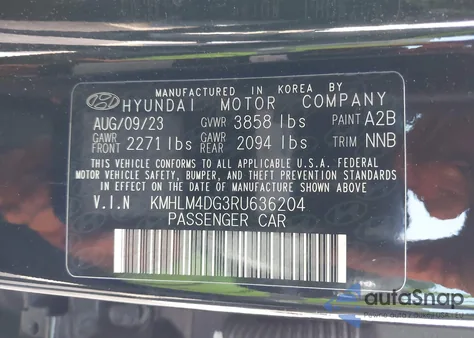 MANUFACTURED IN KOREA BY
HYUNDAI MOTOR COMPANY
AUG/09/23 GVWR 3858 lbs PAINT A2B
GAWR FRONT 2271 lbs GAWR REAR 2094 lbs TRIM NNB
THIS VEHICLE CONFORMS TO ALL APPLICABLE U.S.A. FEDERAL
MOTOR VEHICLE SAFETY, BUMPER, AND THEFT PREVENTION
STANDARDS IN EFFECT ON THE DATE OF MANUFACTURE SHOWN ABOVE.
V.I.N KMHLM4DG3RU636204
PASSENGER CAR
autaSnap